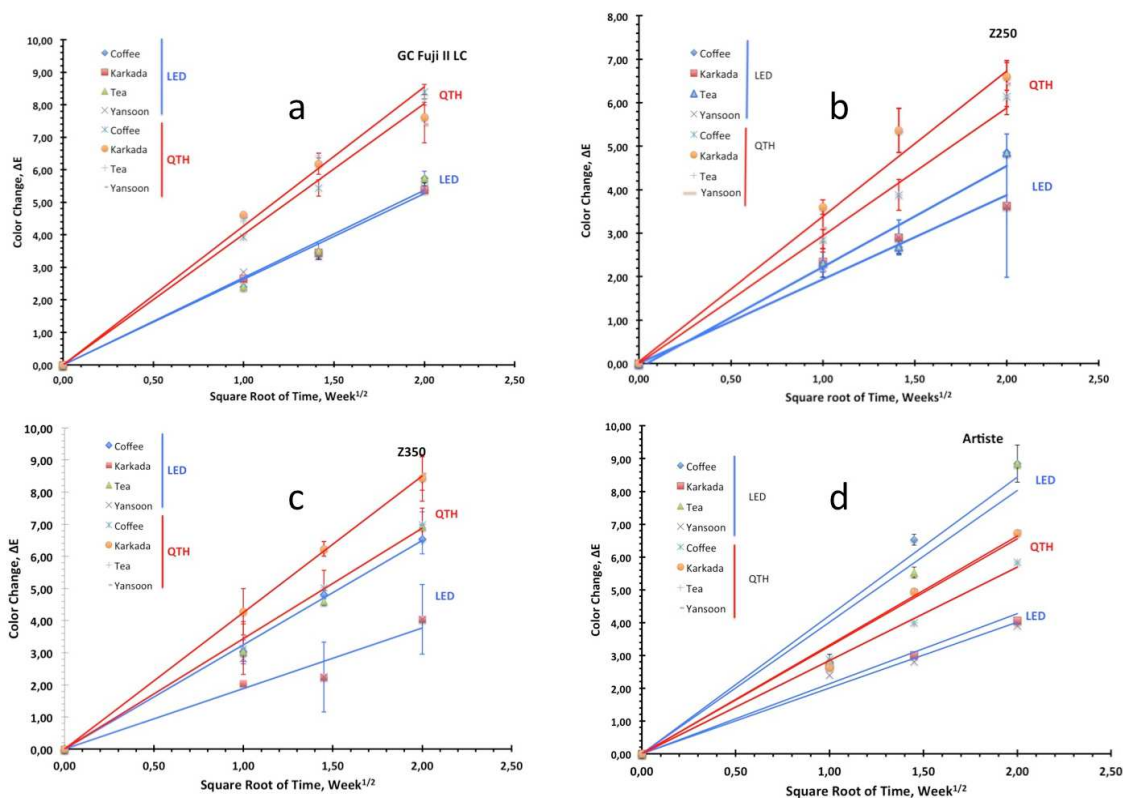 10,00
9,00
8,00
7,00
6,00
5,00
4,00
3,00
2,00
1,00
0,00
Color Change, ΔE
Coffee
Karkada
Tea
Yansoon
LED
Coffee
Karkada
Tea
Yansoon
QTH
a
GC Fuji II LC
QTH
LED
0,00 0,50 1,00 1,50 2,00 2,50
Square Root of Time, Week1/2
8,00
7,00
6,00
5,00
4,00
3,00
2,00
1,00
0,00
Color Change, ΔE
Coffee
Karkada
Tea
Yansoon
LED
Coffee
Karkada
Tea
Yansoon
QTH
b
Z250
QTH
LED
0,00 0,50 1,00 1,50 2,00 2,50
Square root of Time, Weeks1/2
10,00
9,00
8,00
7,00
6,00
5,00
4,00
3,00
2,00
1,00
0,00
Color Change, ΔE
Coffee
Karkada
Tea
Yansoon
LED
Coffee
Karkada
Tea
Yansoon
QTH
c
Z350
QTH
LED
0,00 0,50 1,00 1,50 2,00 2,50
Square Root of Time, Week1/2
10,00
9,00
8,00
7,00
6,00
5,00
4,00
3,00
2,00
1,00
0,00
Color Change, ΔE
Coffee
Karkada
Tea
Yansoon
LED
Coffee
Karkada
Tea
Yansoon
QTH
d
Artiste
LED
QTH
LED
0,00 0,50 1,00 1,50 2,00 2,50
Square Root of Time, Week1/2